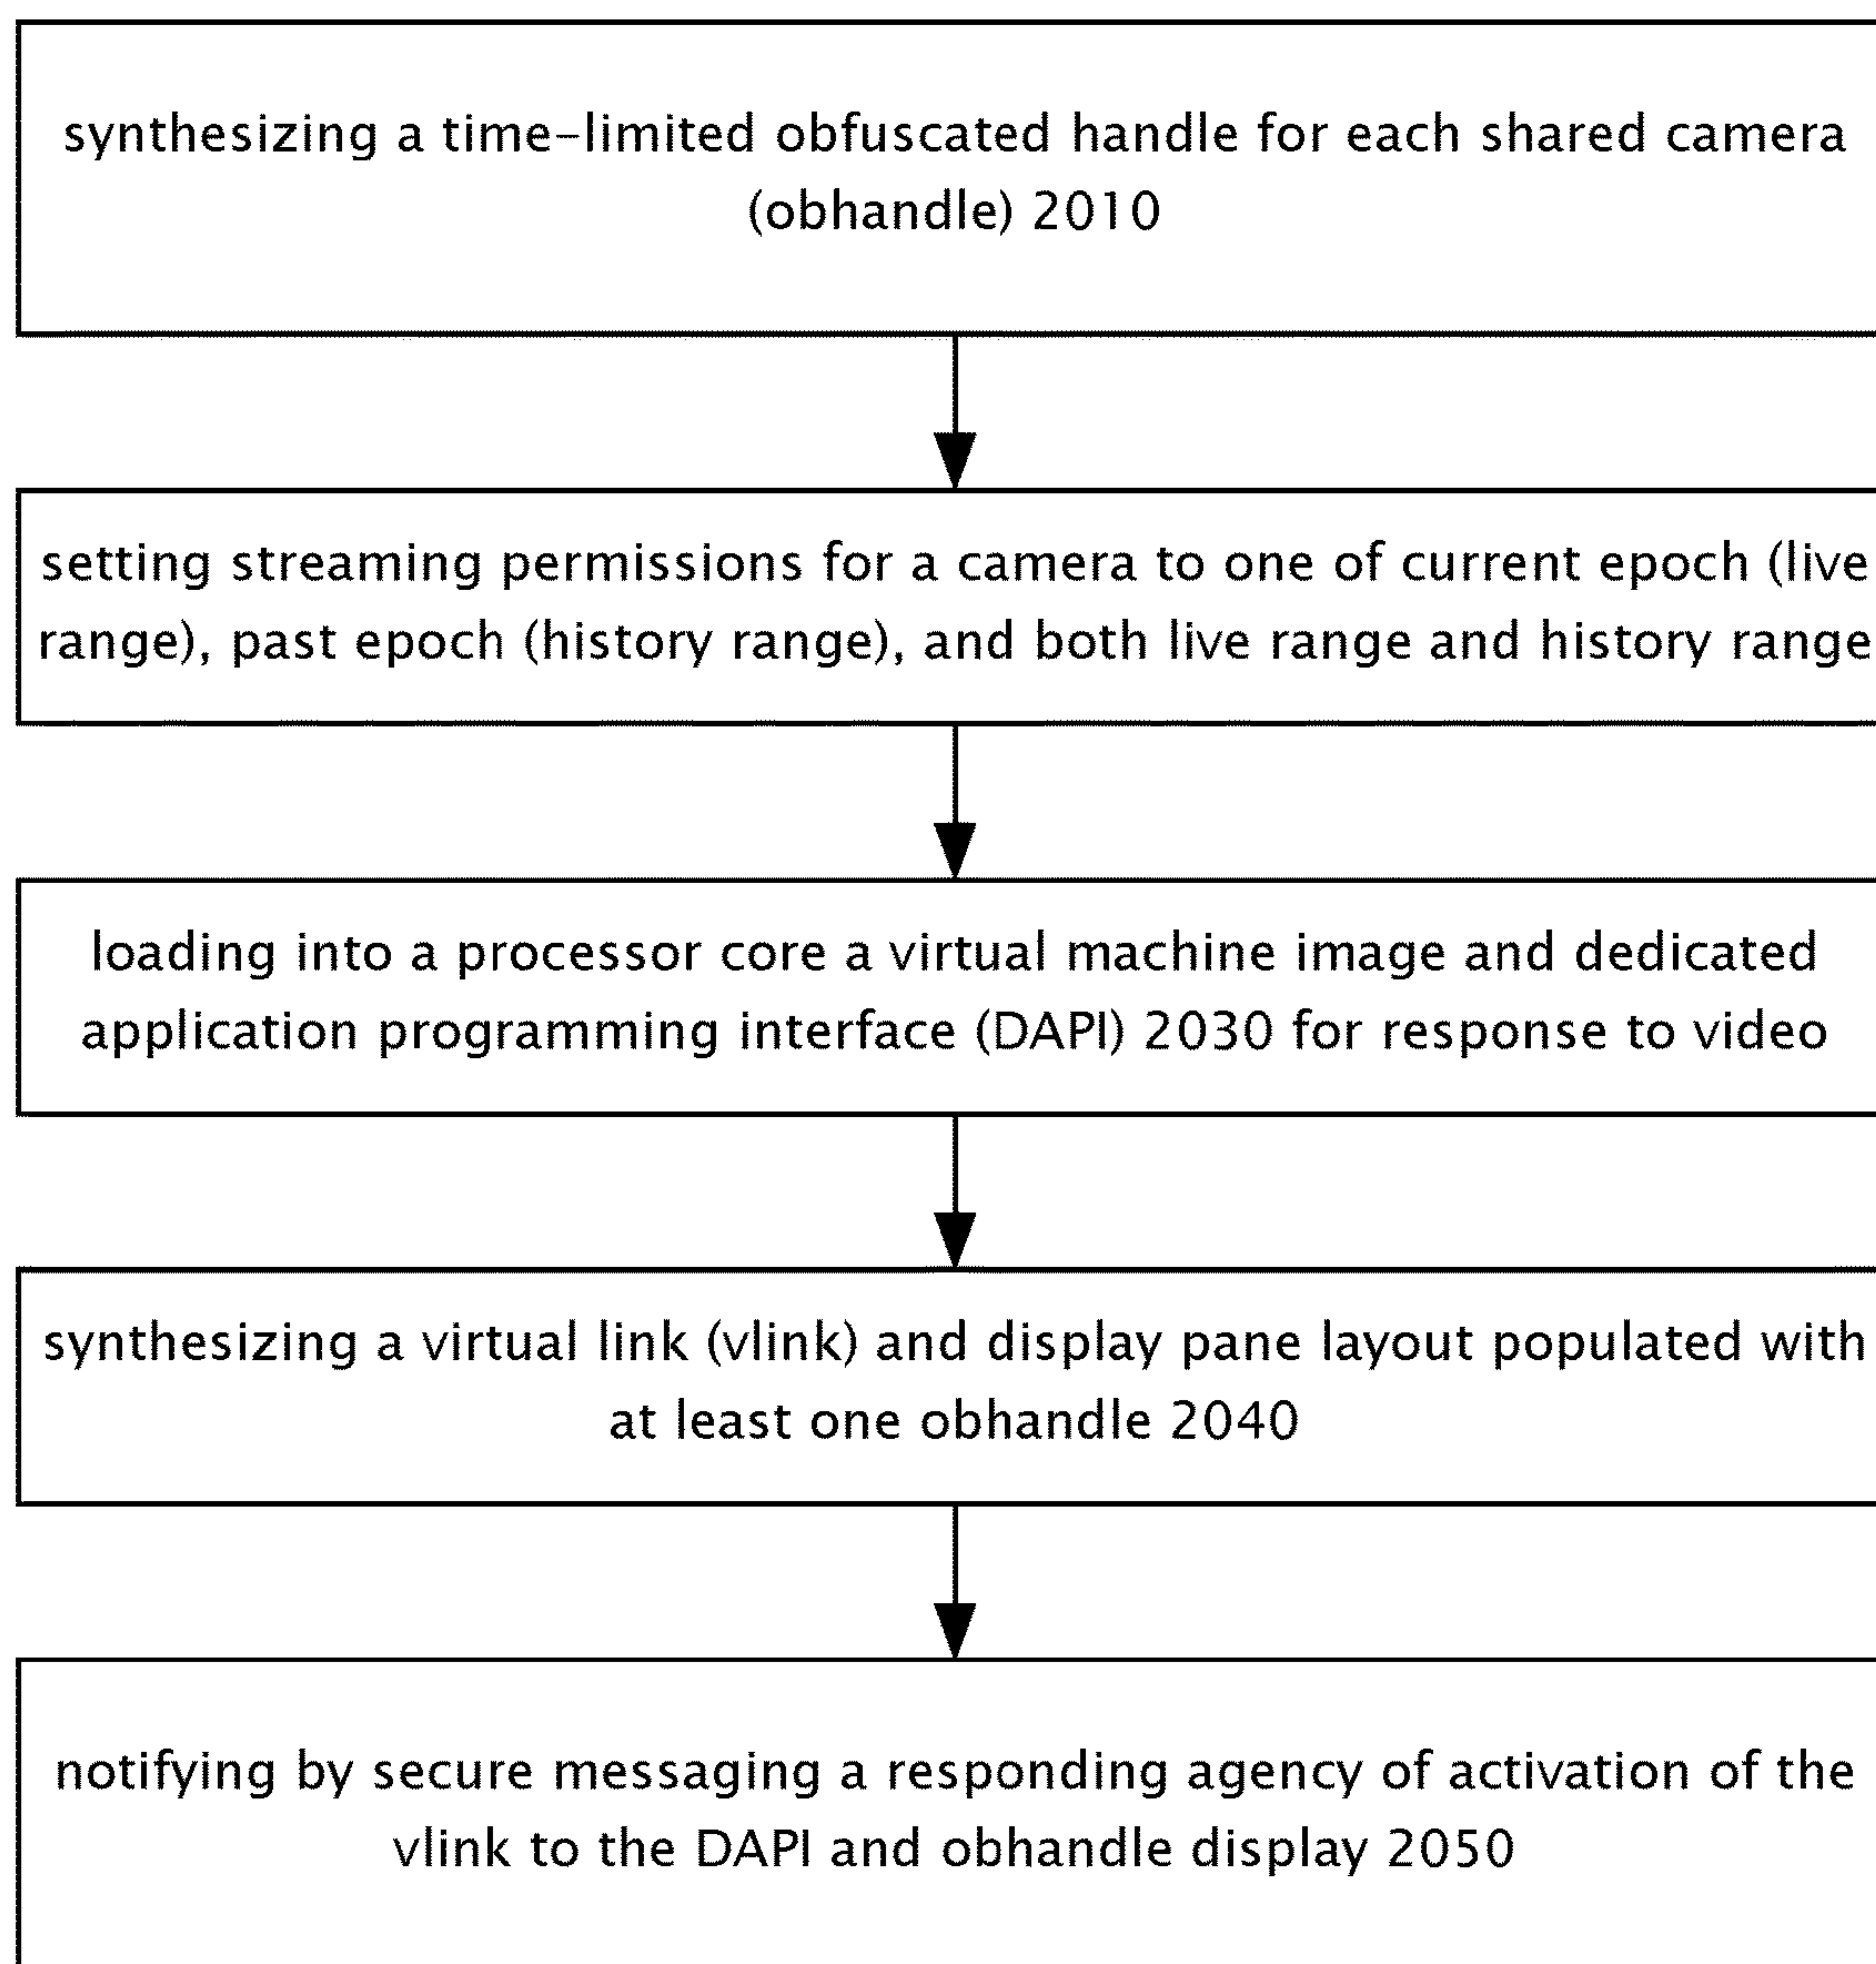 synthesizing a time-limited obfuscated handle for each shared camera
(obhandle) 2010
setting streaming permissions for a camera to one of current epoch (live
range), past epoch (history range), and both live range and history range
loading into a processor core a virtual machine image and dedicated
application programming interface (DAPI) 2030 for response to video
synthesizing a virtual link (vlink) and display pane layout populated with
at least one obhandle 2040
notifying by secure messaging a responding agency of activation of the
vlink to the DAPI and obhandle display 2050